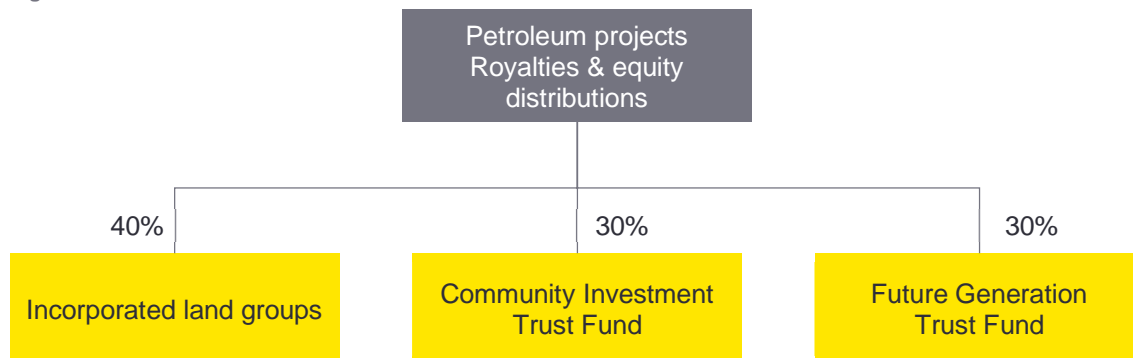 Petroleum projects
Royalties & equity
distributions
40%
30%
30%
Incorporated land groups
Community Investment
Trust Fund
Future Generation
Trust Fund